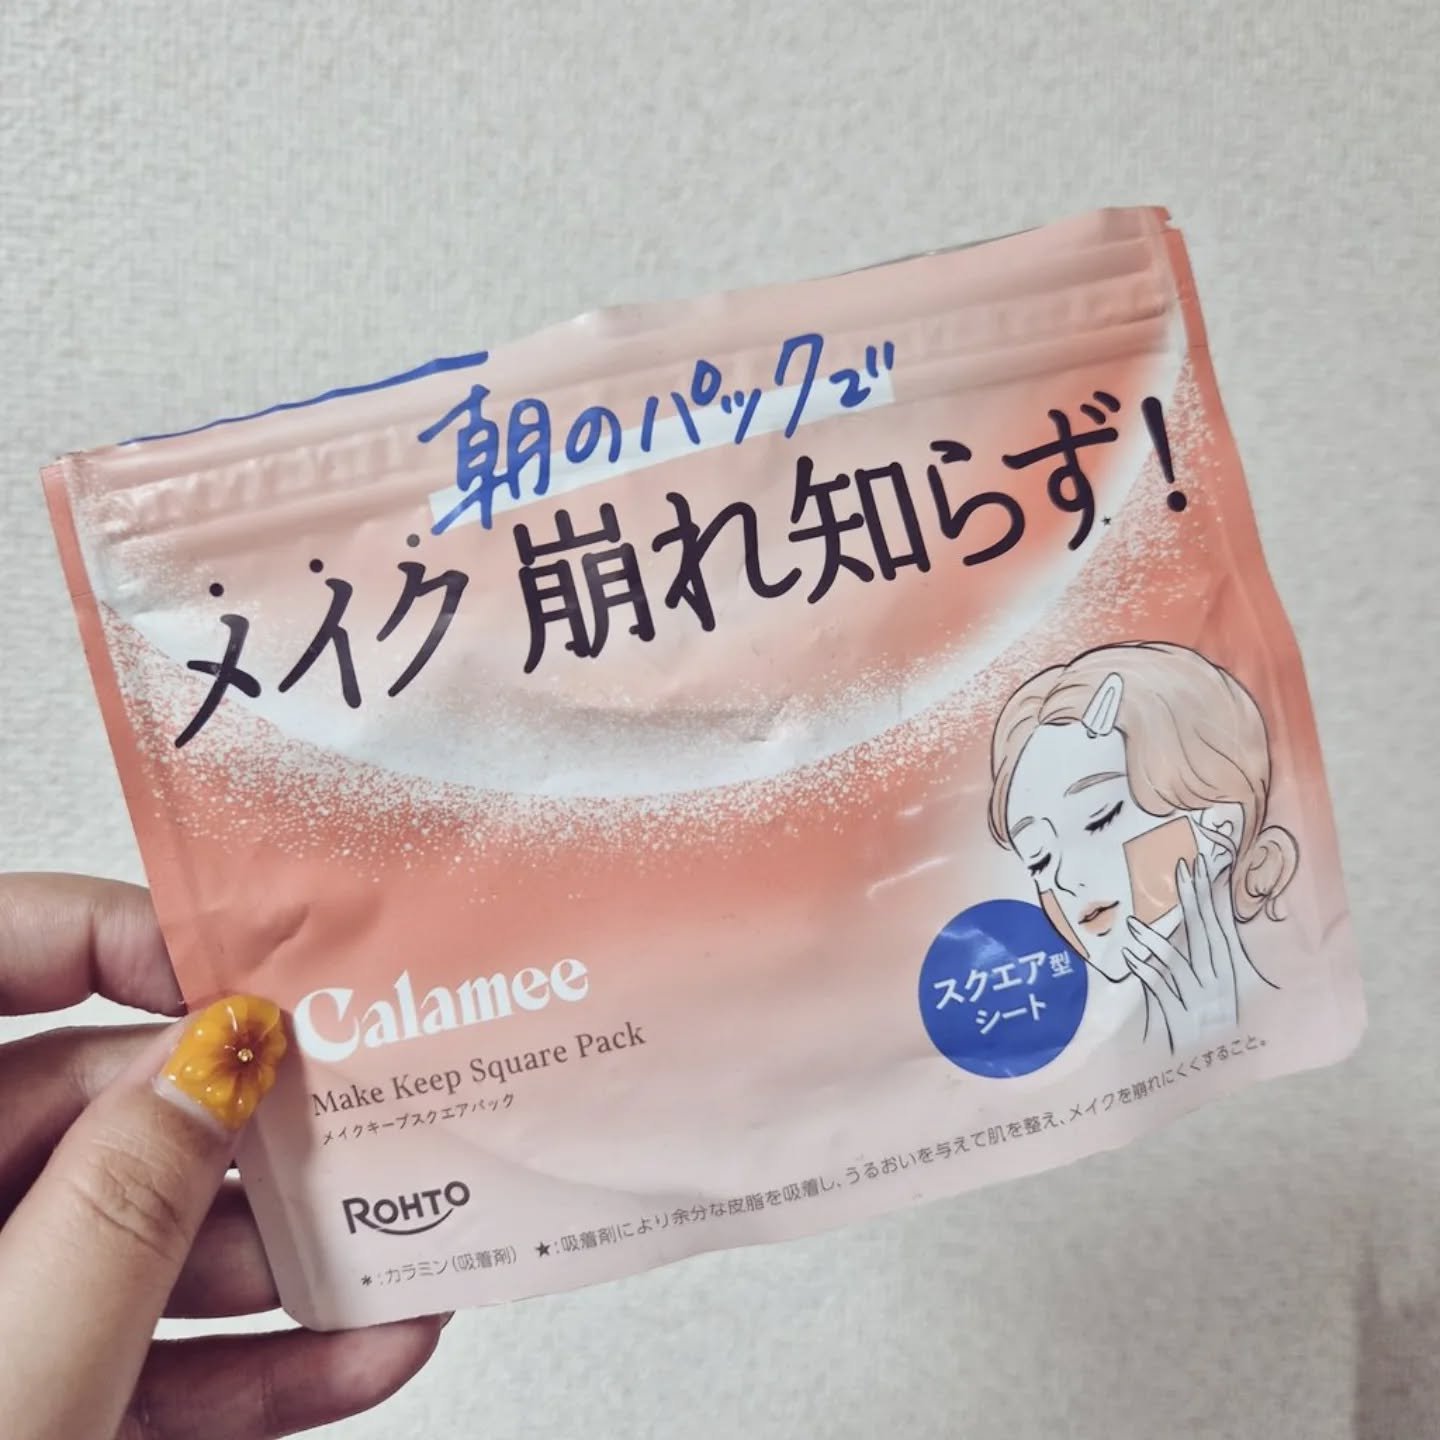 朝のパックで
メイク崩れ知らず！★
Calamee
Make Keep Square Pack
メイクキープスクエアパック
スクエア型
シート
ROHTO
＊：カラミン（吸着剤） ★：吸着剤により余分な皮脂を吸着し、うるおいを与えて肌を整え、メイクを崩れにくくすること。